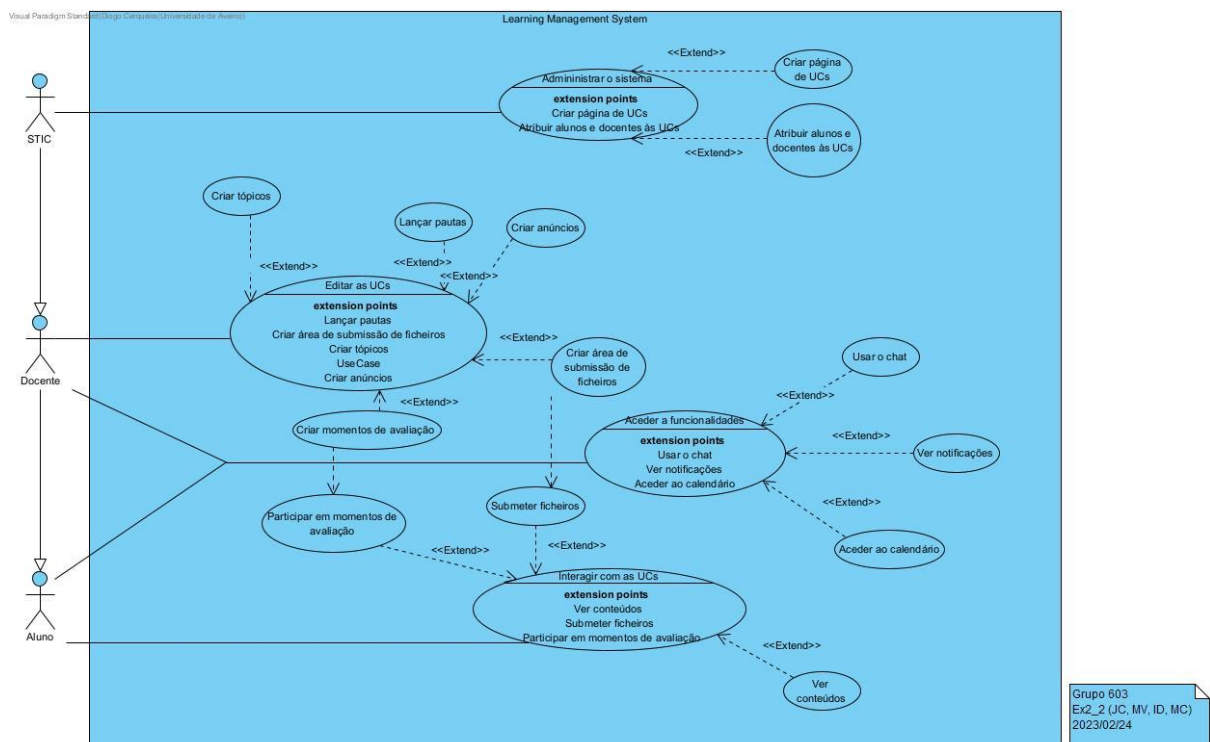 Visual Paradigm Standard(Diogo Cerqueira(Universidade de Aveiro))
Learning Management System
<<Extend>>
Criar página
de UCs
Admininistrar o sistema
extension points
Criar página de UCs
Atribuir alunos e docentes às UCs
STIC
Atribuir alunos e
docentes às UCs
<<Extend>>
Criar tópicos
Lançar pautas
Criar anúncios
<<Extend>>
<<Extend>>
<<Extend>>
Editar as UCs
extension points
Lançar pautas
Criar área de submissão de ficheiros
Criar tópicos
UseCase
Criar anúncios
<<Extend>>
Criar área de
submissão de
ficheiros
Usar o chat
Docente
<<Extend>>
<<Extend>>
Criar momentos de avaliação
Aceder a funcionalidades
extension points
Usar o chat
Ver notificações
Aceder ao calendário
<<Extend>>
Ver notificações
<<Extend>>
Submeter ficheiros
Participar em momentos de
avaliação
<<Extend>>
<<Extend>>
Aceder ao calendário
Interagir com as UCs
extension points
Ver conteúdos
Submeter ficheiros
Participar em momentos de avaliação
Aluno
<<Extend>>
Ver
conteúdos
Grupo 603
Ex2_2 (JC, MV, ID, MC)
2023/02/24